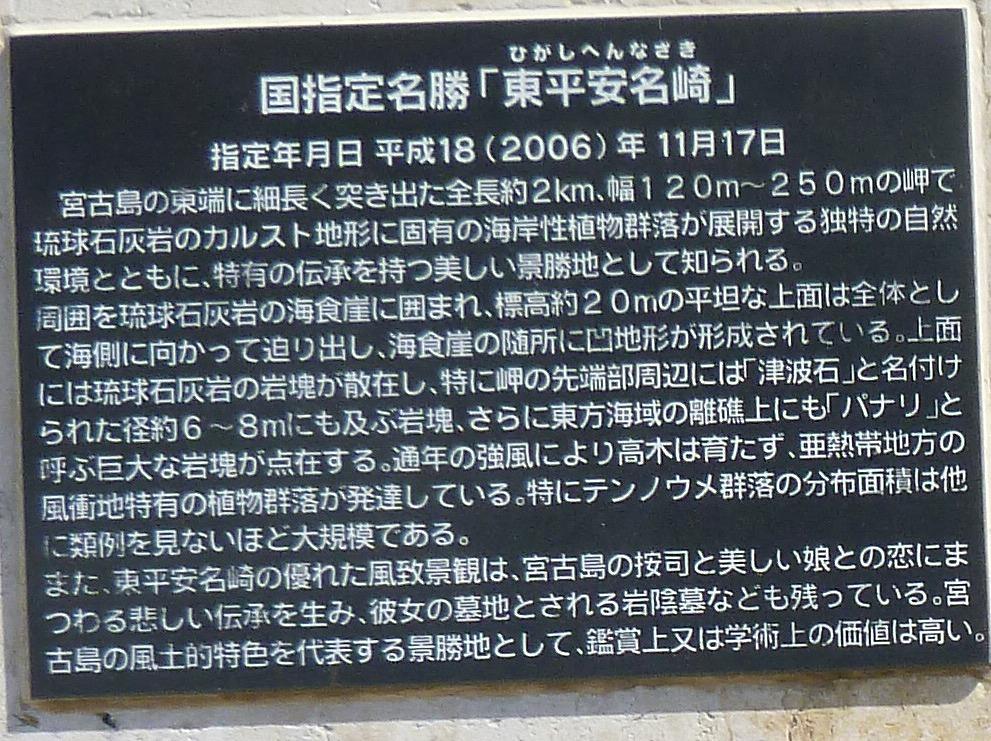 ひがしへんなざき
国指定名勝「東平安名崎」
指定年月日 平成18（2006）年 11月17日
宮古島の東端に細長く突き出た全長約2km、幅120m～250mの岬で
琉球石灰岩のカルスト地形に固有の海岸性植物群落が展開する独特の自然
環境とともに、特有の伝承を持つ美しい景勝地として知られる。
周囲を琉球石灰岩の海食崖に囲まれ、標高約20mの平坦な上面は全体とし
て海側に向かって迫り出し、海食崖の随所に凹地形が形成されている。上面
には琉球石灰岩の岩塊が散在し、特に岬の先端部周辺には「津波石」と名付け
られた径約6～8mにも及ぶ岩塊、さらに東方海域の離礁上にも「パナリ」と
呼ぶ巨大な岩塊が点在する。通年の強風により高木は育たず、亜熱帯地方の
風衝地特有の植物群落が発達している。特にテンノウメ群落の分布面積は他
に類例を見ないほど大規模である。
また、東平安名崎の優れた風致景観は、宮古島の按司と美しい娘との恋にま
つわる悲しい伝承を生み、彼女の墓地とされる岩陰墓なども残っている。宮
古島の風土的特色を代表する景勝地として、鑑賞上又は学術上の価値は高い。